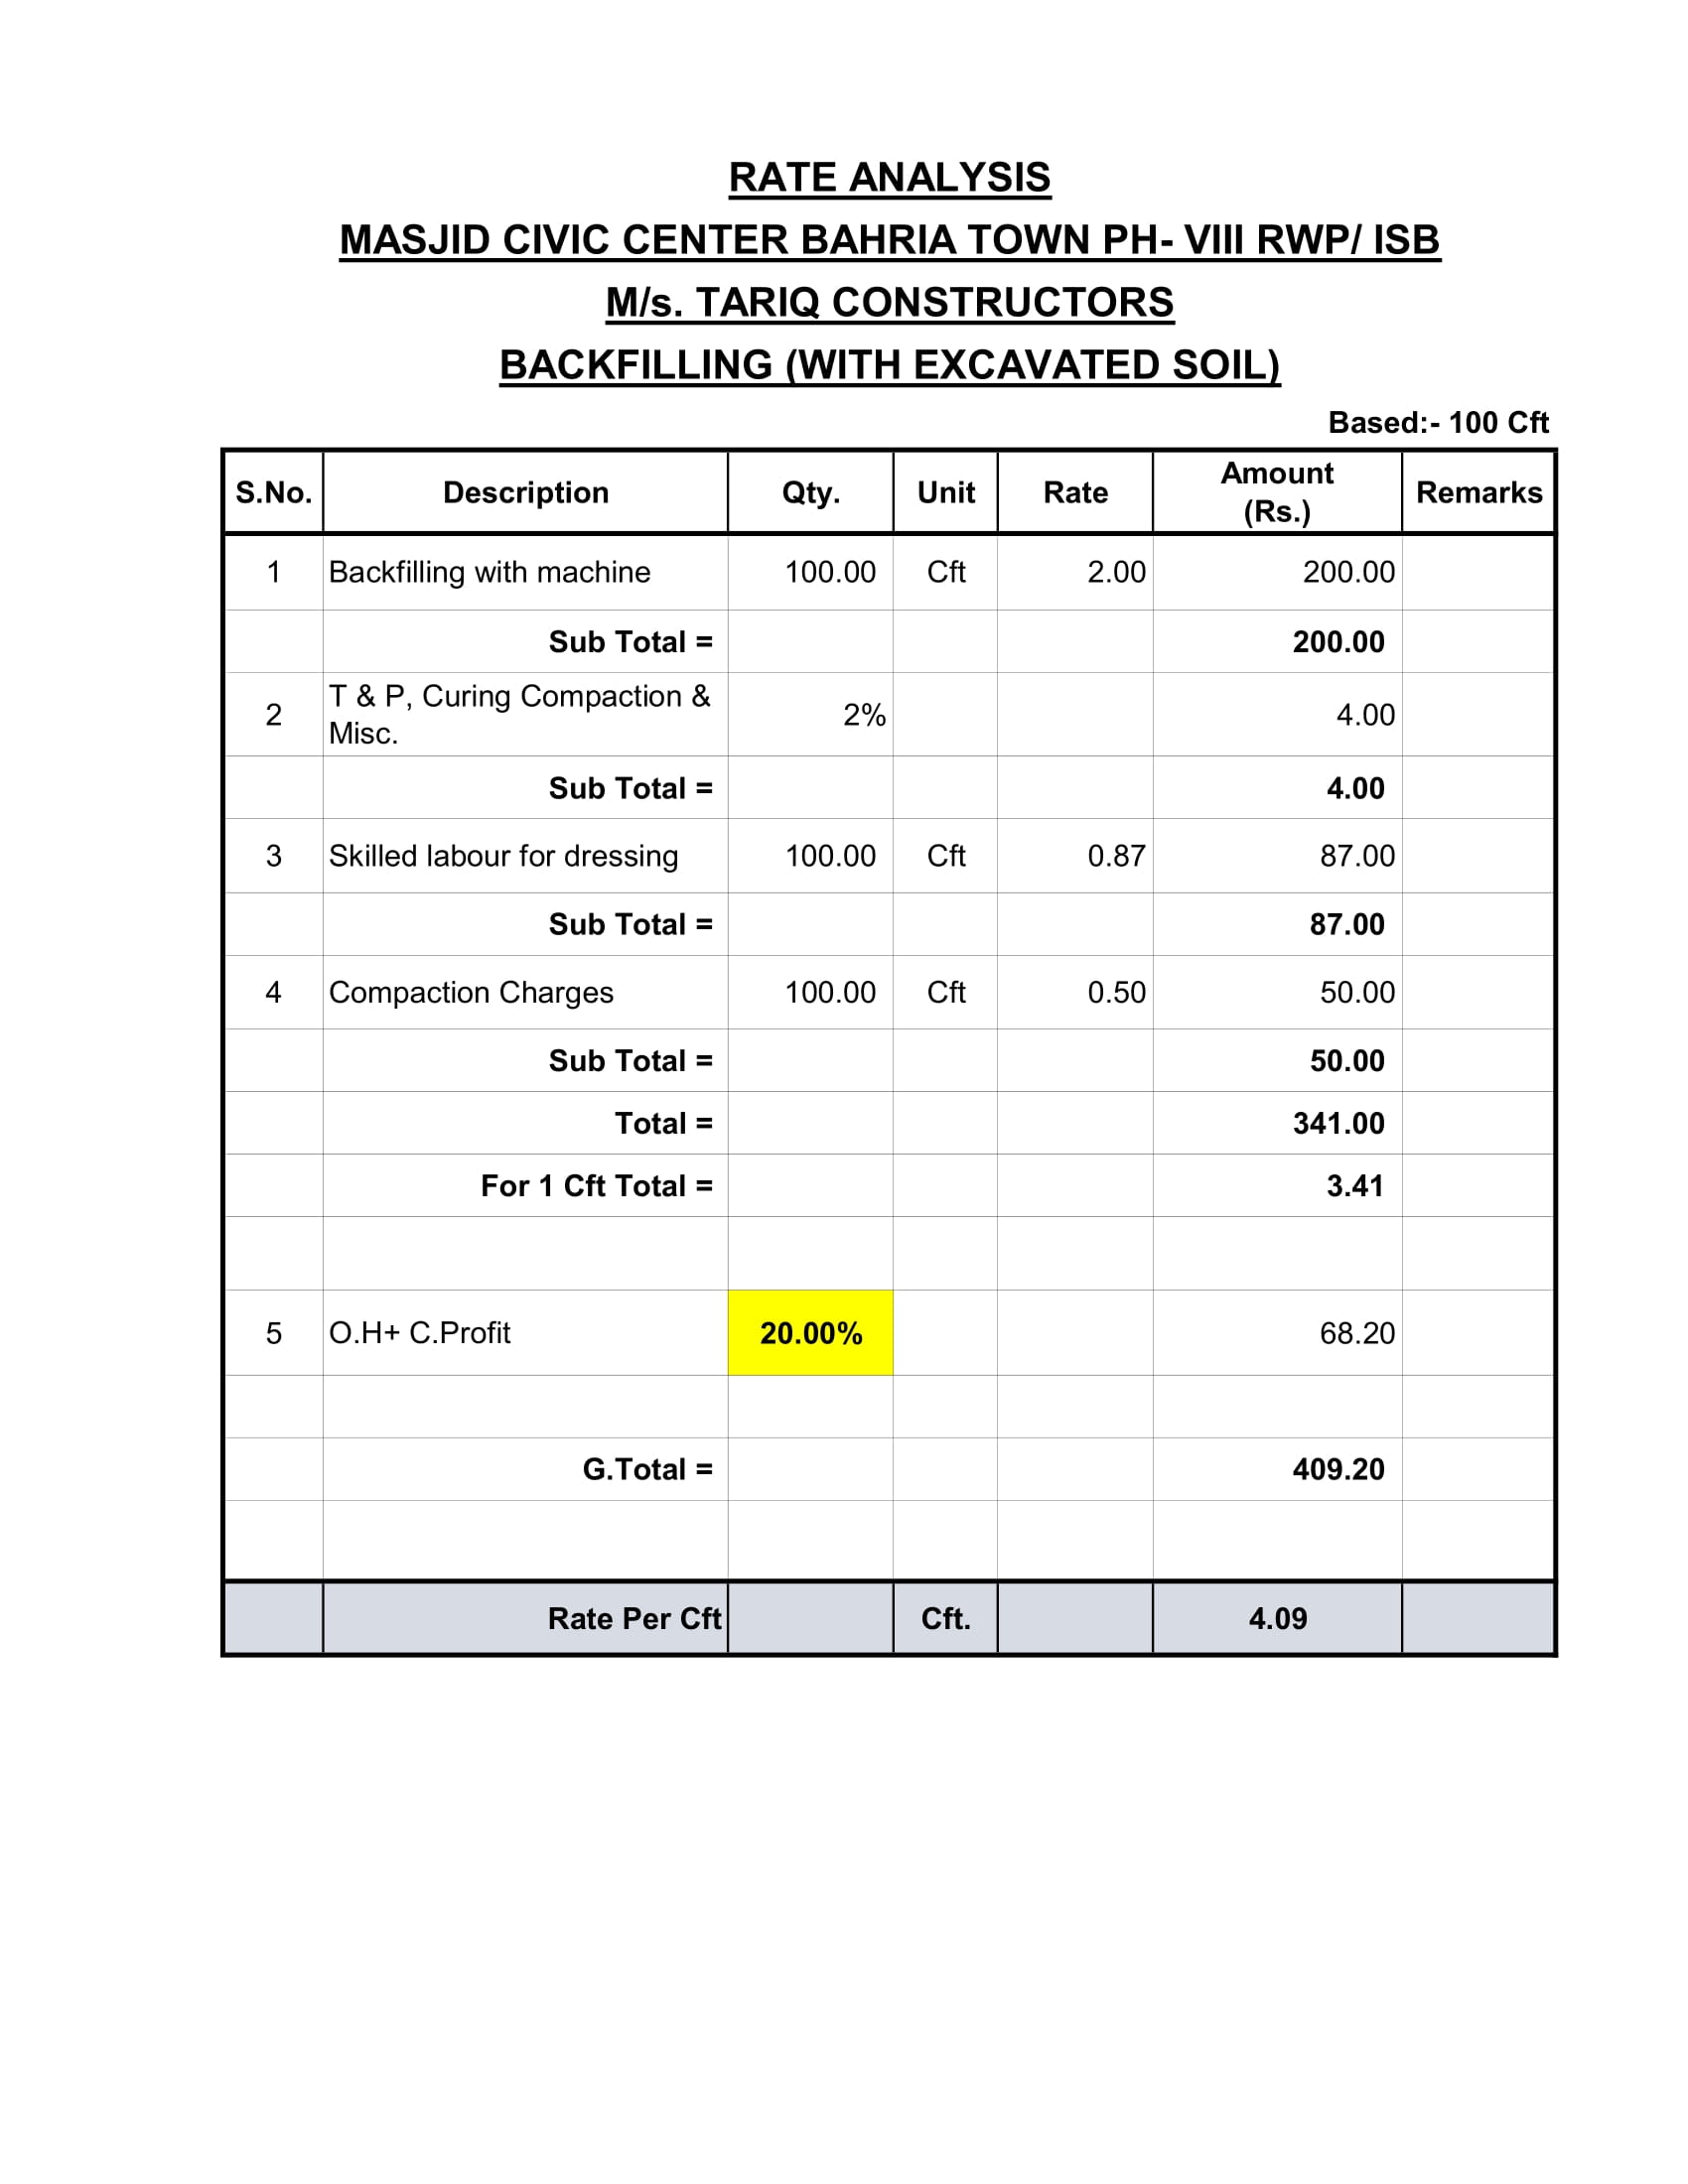 RATE ANALYSIS
MASJID CIVIC CENTER BAHRIA TOWN PH- VIII RWP/ ISB
M/s. TARIQ CONSTRUCTORS
BACKFILLING (WITH EXCAVATED SOIL)
Based:- 100 Cft
S.No. Description Qty. Unit Rate Amount (Rs.) Remarks
1 Backfilling with machine 100.00 Cft 2.00 200.00
Sub Total = 200.00
2 T & P, Curing Compaction & Misc. 2% 4.00
Sub Total = 4.00
3 Skilled labour for dressing 100.00 Cft 0.87 87.00
Sub Total = 87.00
4 Compaction Charges 100.00 Cft 0.50 50.00
Sub Total = 50.00
Total = 341.00
For 1 Cft Total = 3.41
5 O.H+ C.Profit 20.00% 68.20
G.Total = 409.20
Rate Per Cft Cft. 4.09